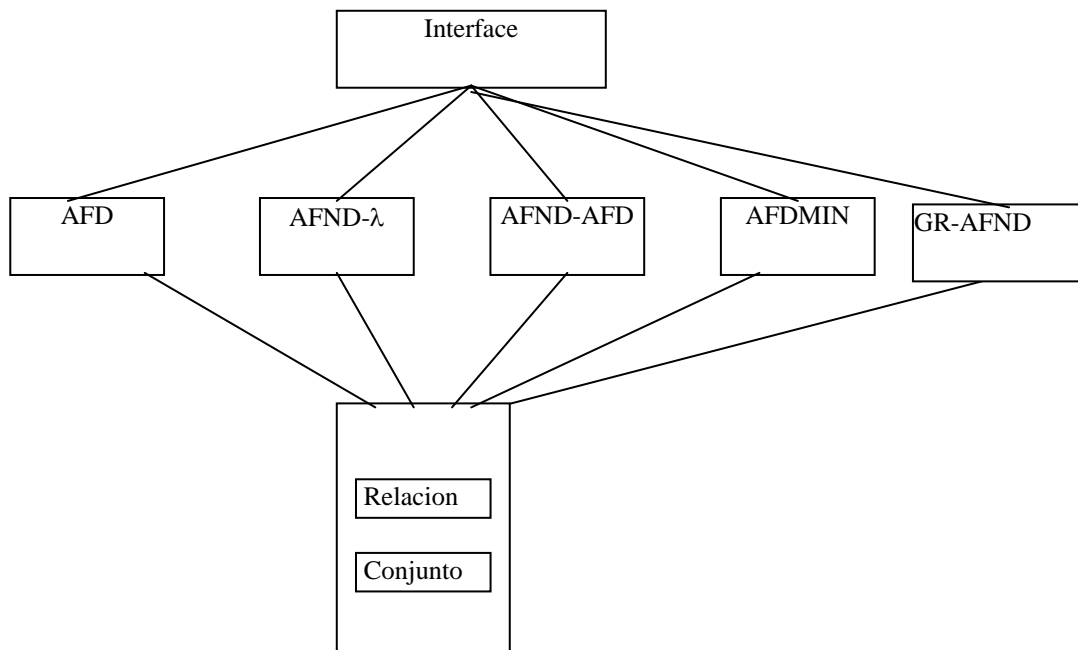 Interface
AFD
AFND-λ
AFND-AFD
AFDMIN
GR-AFND
Relacion
Conjunto